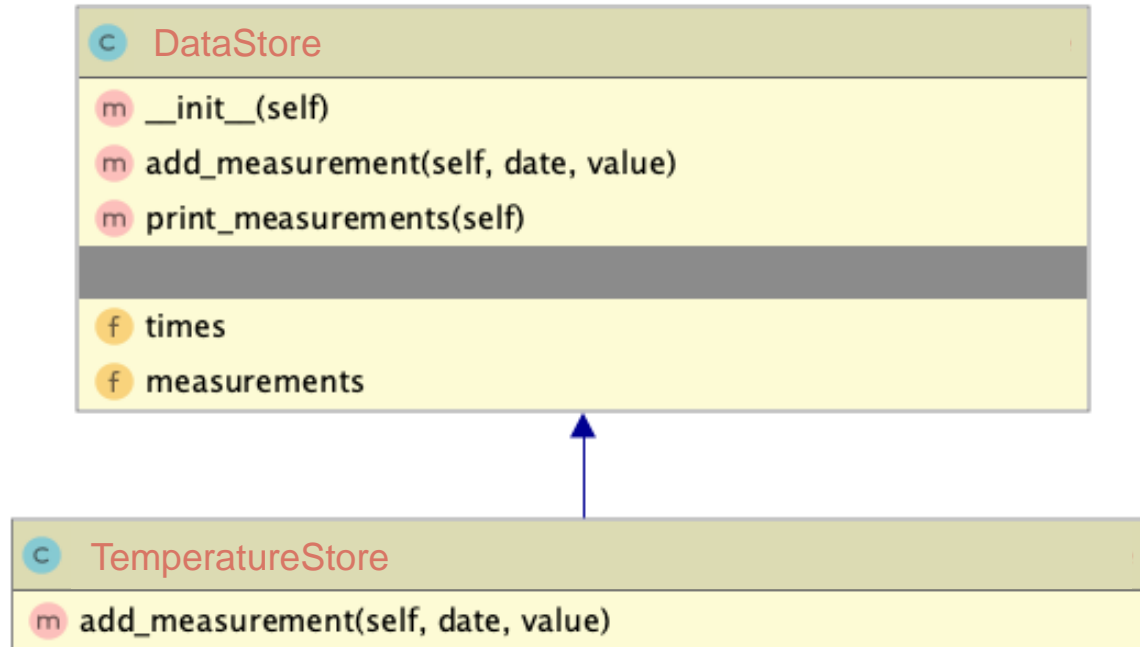 C DataStore
m __init__(self)
m add_measurement(self, date, value)
m print_measurements(self)
f times
f measurements
C TemperatureStore
m add_measurement(self, date, value)